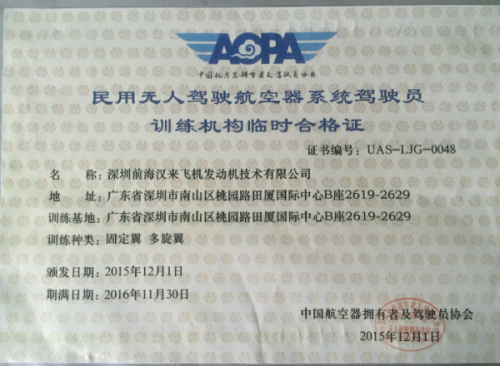 AOPA
中国航空器拥有者及驾驶员协会
民用无人驾驶航空器系统驾驶员
训练机构临时合格证
证书编号：UAS-LJG-0048
名 称：深圳前海汉来飞机发动机技术有限公司
地 址：广东省深圳市南山区桃园路田厦国际中心B座2619-2629
训练基地：广东省深圳市南山区桃园路田厦国际中心B座2619-2629
训练种类：固定翼 多旋翼
颁发日期：2015年12月1日
期满日期：2016年11月30日
中国航空器拥有者及驾驶员协会
2015年12月1日